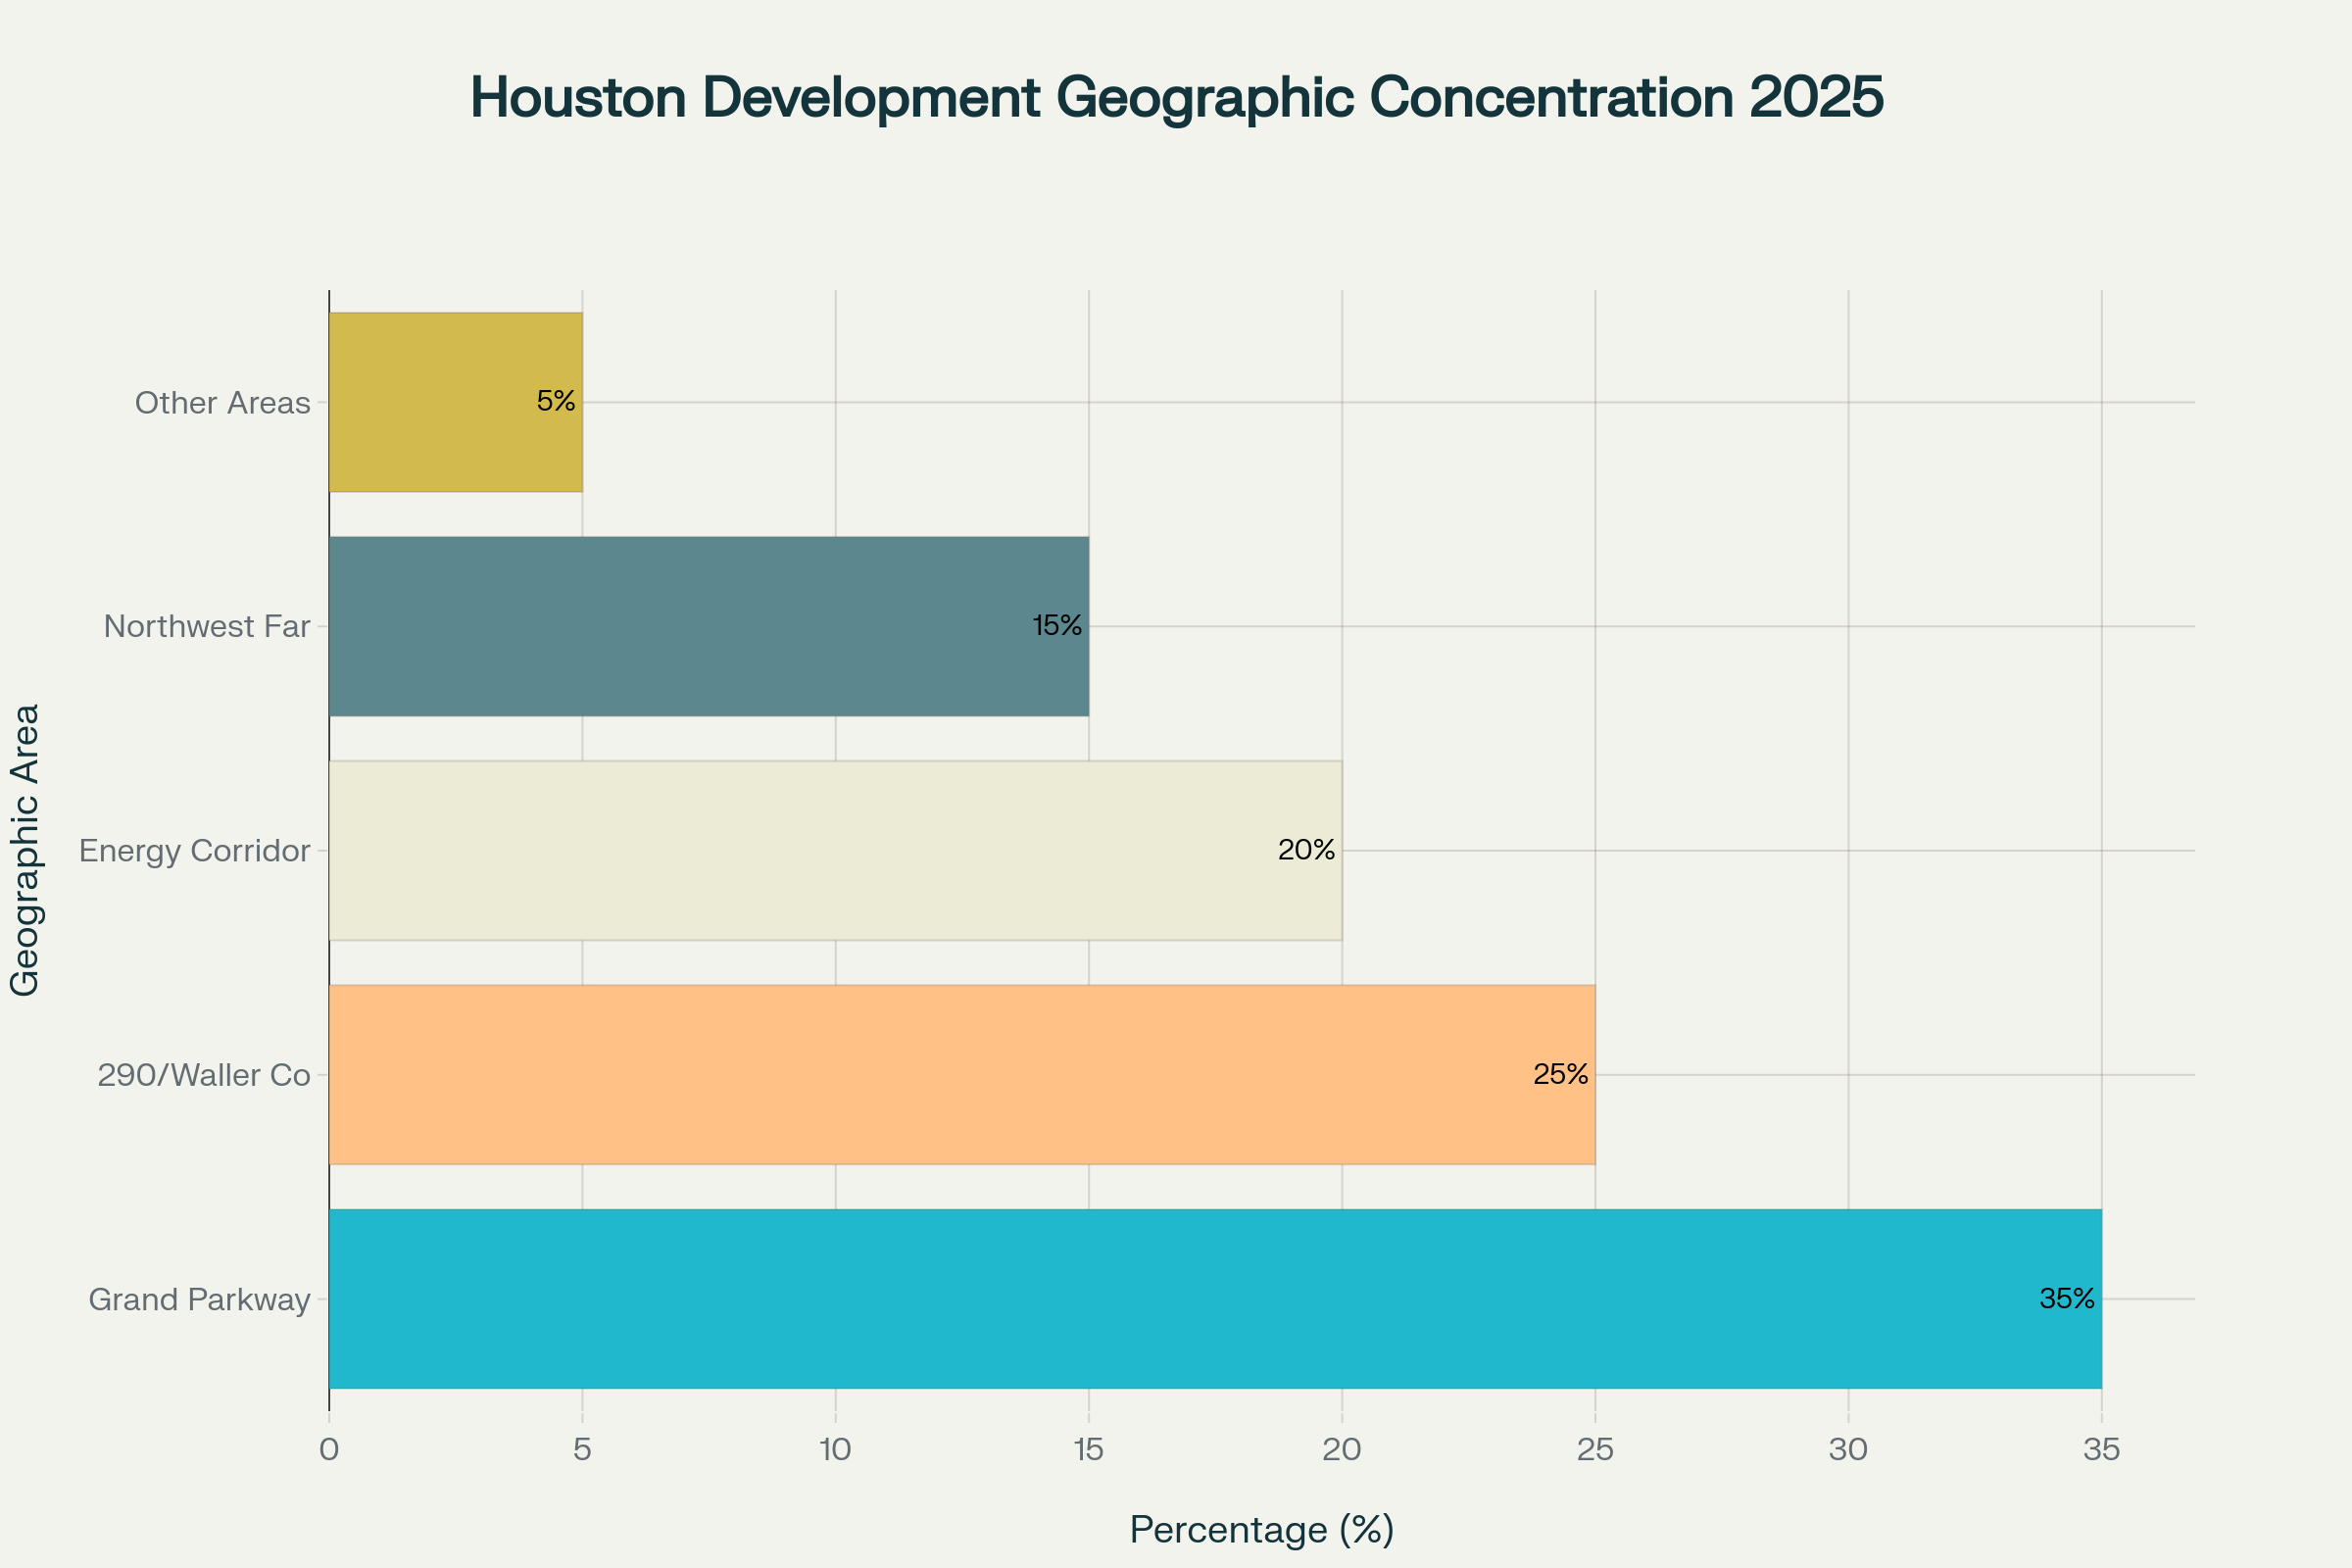 Houston Development Geographic Concentration 2025
Geographic Area
Other Areas
5%
Northwest Far
15%
Energy Corridor
20%
290/Waller Co
25%
Grand Parkway
35%
0 5 10 15 20 25 30 35
Percentage (%)